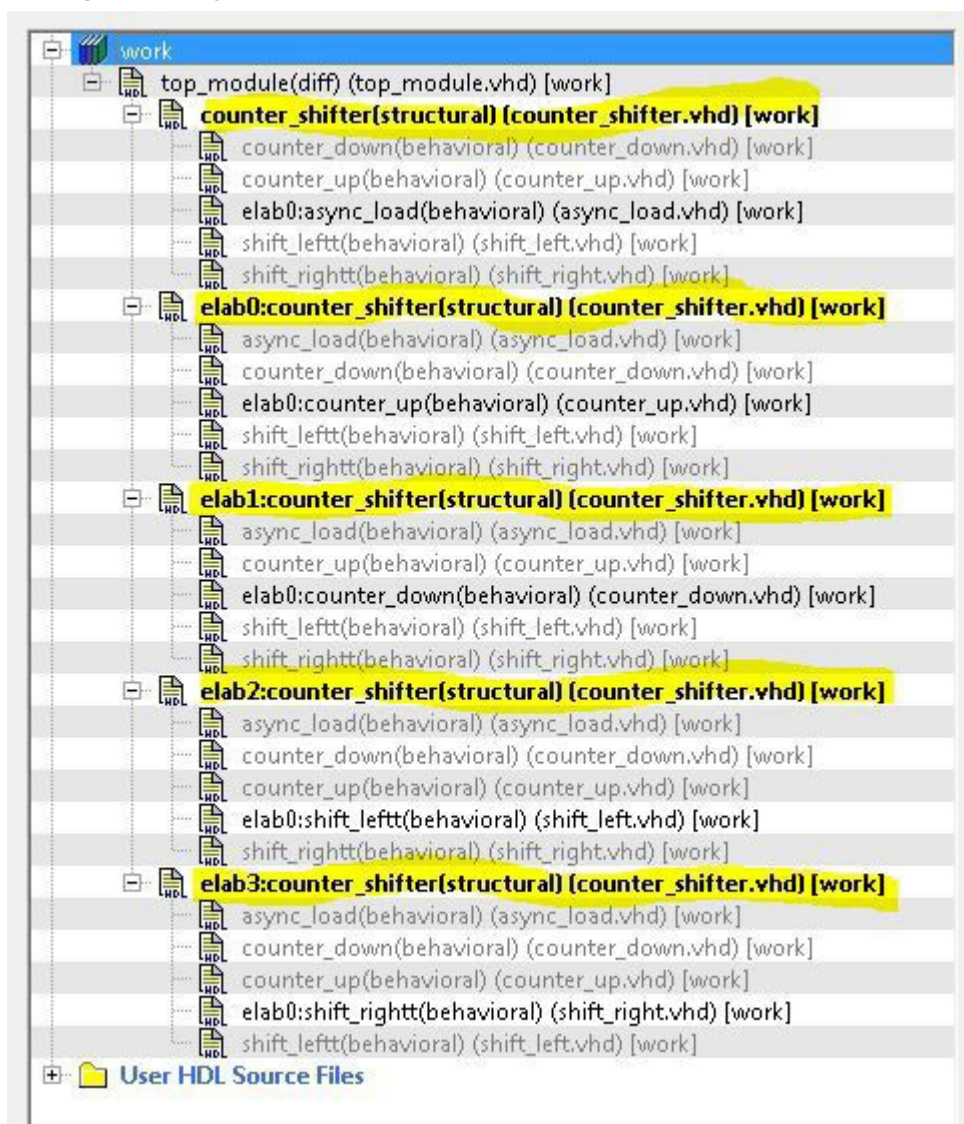 work
top_module(diff) (top_module.vhd) [work]
counter_shifter(structural) (counter_shifter.vhd) [work]
counter_down(behavioral) (counter_down.vhd) [work]
counter_up(behavioral) (counter_up.vhd) [work]
elab0:async_load(behavioral) (async_load.vhd) [work]
shift_leftt(behavioral) (shift_left.vhd) [work]
shift_rightt(behavioral) (shift_right.vhd) [work]
elab0:counter_shifter(structural) (counter_shifter.vhd) [work]
async_load(behavioral) (async_load.vhd) [work]
counter_down(behavioral) (counter_down.vhd) [work]
elab0:counter_up(behavioral) (counter_up.vhd) [work]
shift_leftt(behavioral) (shift_left.vhd) [work]
shift_rightt(behavioral) (shift_right.vhd) [work]
elab1:counter_shifter(structural) (counter_shifter.vhd) [work]
async_load(behavioral) (async_load.vhd) [work]
counter_up(behavioral) (counter_up.vhd) [work]
elab0:counter_down(behavioral) (counter_down.vhd) [work]
shift_leftt(behavioral) (shift_left.vhd) [work]
shift_rightt(behavioral) (shift_right.vhd) [work]
elab2:counter_shifter(structural) (counter_shifter.vhd) [work]
async_load(behavioral) (async_load.vhd) [work]
counter_down(behavioral) (counter_down.vhd) [work]
counter_up(behavioral) (counter_up.vhd) [work]
elab0:shift_leftt(behavioral) (shift_left.vhd) [work]
shift_rightt(behavioral) (shift_right.vhd) [work]
elab3:counter_shifter(structural) (counter_shifter.vhd) [work]
async_load(behavioral) (async_load.vhd) [work]
counter_down(behavioral) (counter_down.vhd) [work]
counter_up(behavioral) (counter_up.vhd) [work]
elab0:shift_rightt(behavioral) (shift_right.vhd) [work]
shift_leftt(behavioral) (shift_left.vhd) [work]
User HDL Source Files